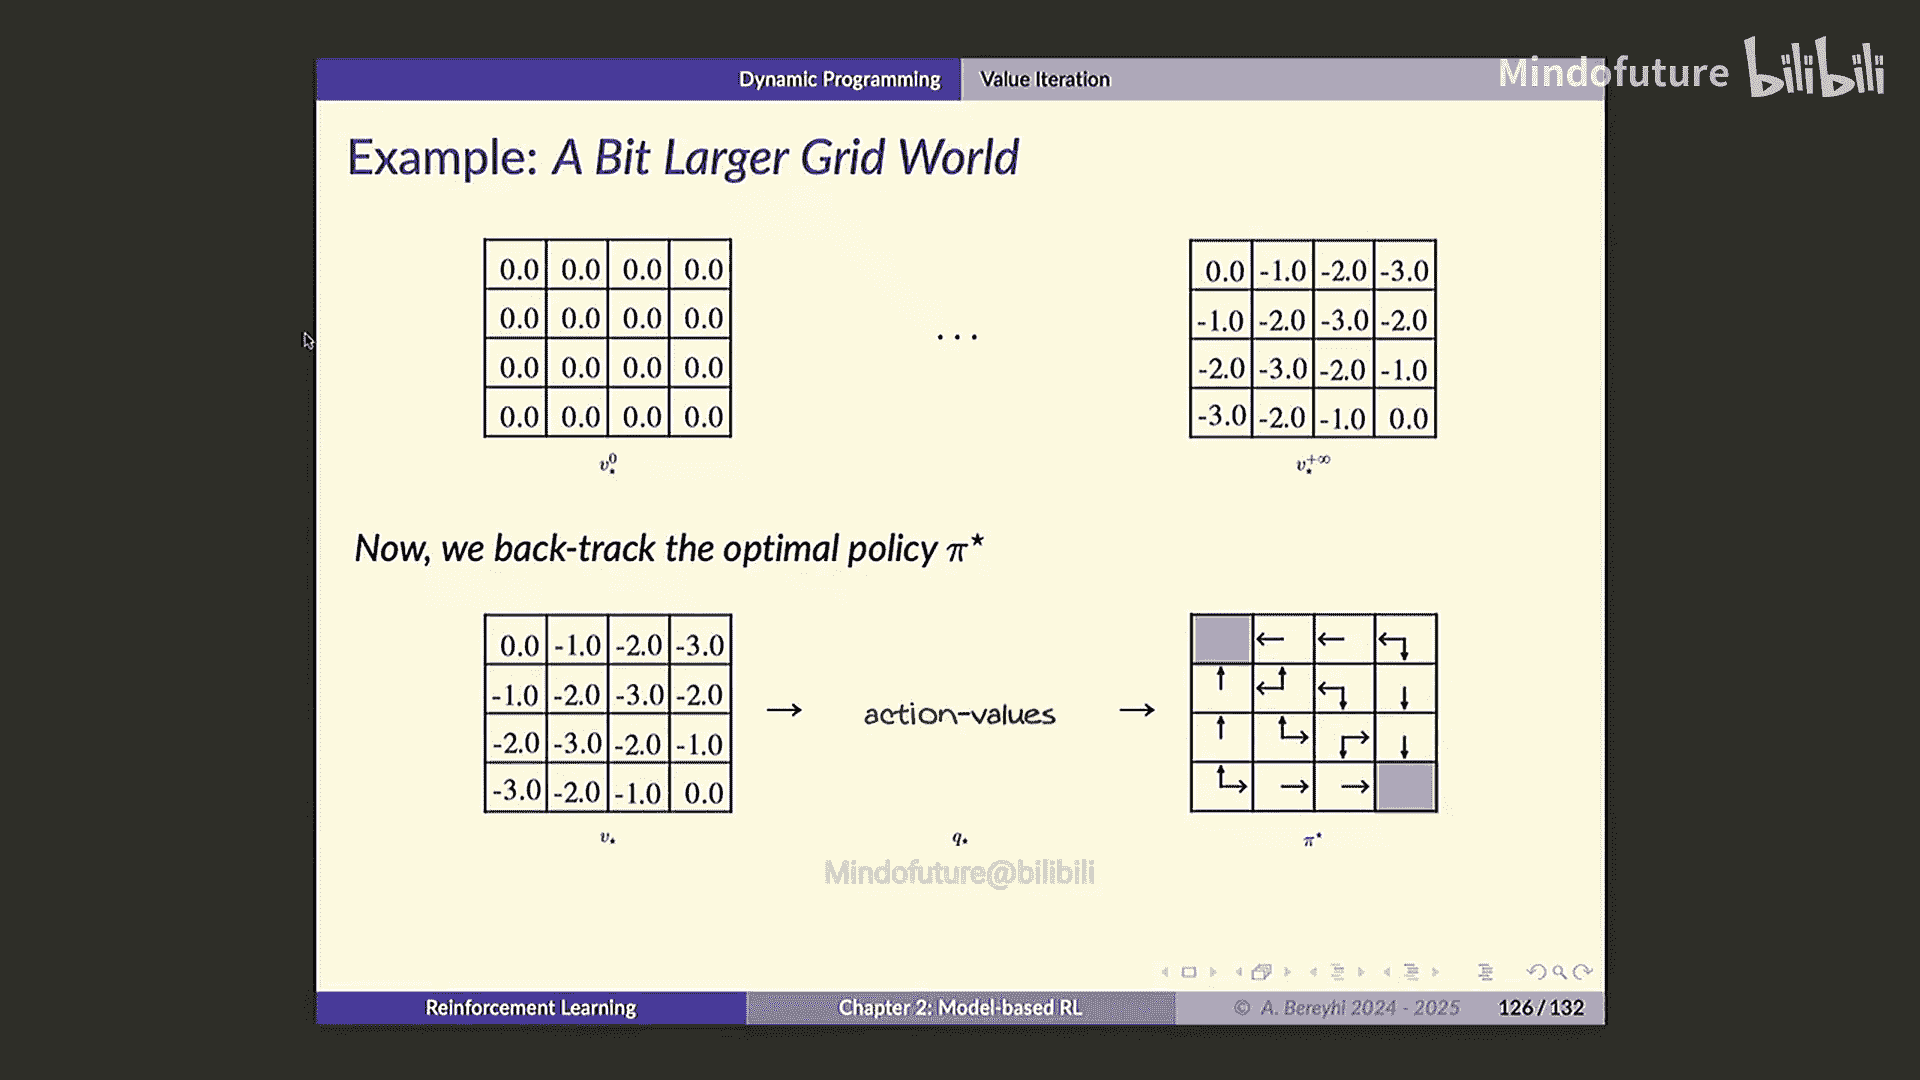 Mindofuture bilibili
Dynamic Programming Value Iteration
Example: A Bit Larger Grid World
0.0 0.0 0.0 0.0
0.0 0.0 0.0 0.0
0.0 0.0 0.0 0.0
0.0 0.0 0.0 0.0
v⋆^0
...
0.0 -1.0 -2.0 -3.0
-1.0 -2.0 -3.0 -2.0
-2.0 -3.0 -2.0 -1.0
-3.0 -2.0 -1.0 0.0
v⋆^+∞
Now, we back-track the optimal policy π⋆
0.0 -1.0 -2.0 -3.0
-1.0 -2.0 -3.0 -2.0
-2.0 -3.0 -2.0 -1.0
-3.0 -2.0 -1.0 0.0
v⋆
→ action-values →
q⋆
π⋆
Mindofuture@bilibili
Reinforcement Learning Chapter 2: Model-based RL © A. Bereyhi 2024 - 2025 126 / 132